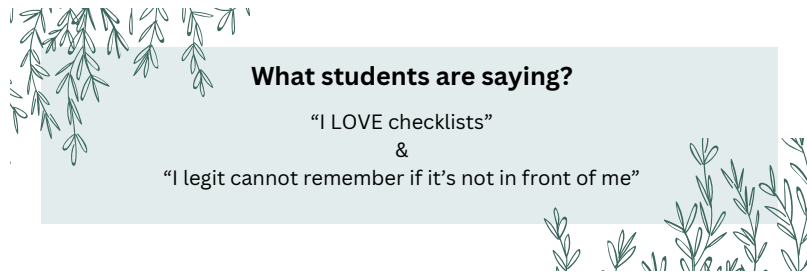 What students are saying?
“I LOVE checklists”
&
“I legit cannot remember if it’s not in front of me”